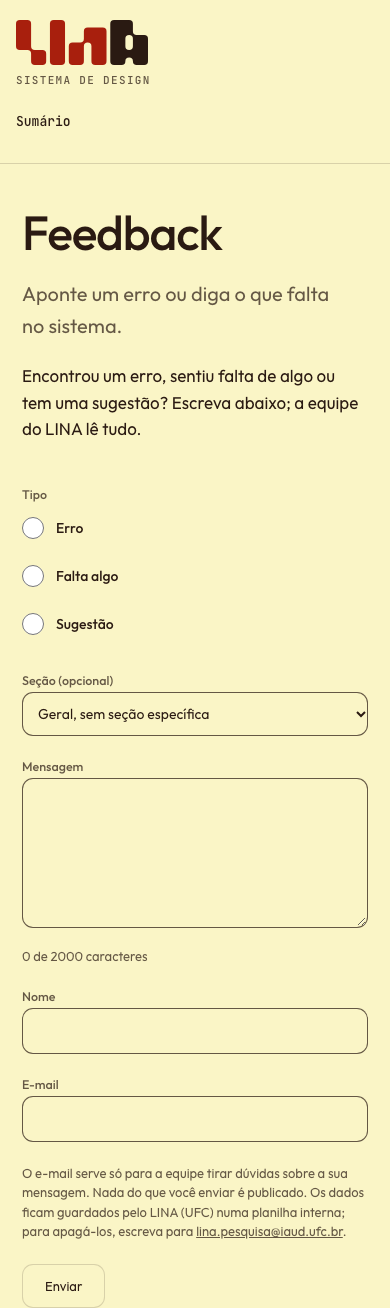 LINA
SISTEMA DE DESIGN
Sumário
Feedback
Aponte um erro ou diga o que falta
no sistema.
Encontrou um erro, sentiu falta de algo ou
tem uma sugestão? Escreva abaixo; a equipe
do LINA lê tudo.
Tipo
Erro
Falta algo
Sugestão
Seção (opcional)
Geral, sem seção específica
Mensagem
0 de 2000 caracteres
Nome
E-mail
O e-mail serve só para a equipe tirar dúvidas sobre a sua
mensagem. Nada do que você enviar é publicado. Os dados
ficam guardados pelo LINA (UFC) numa planilha interna;
para apagá-los, escreva para lina.pesquisa@iaud.ufc.br.
Enviar